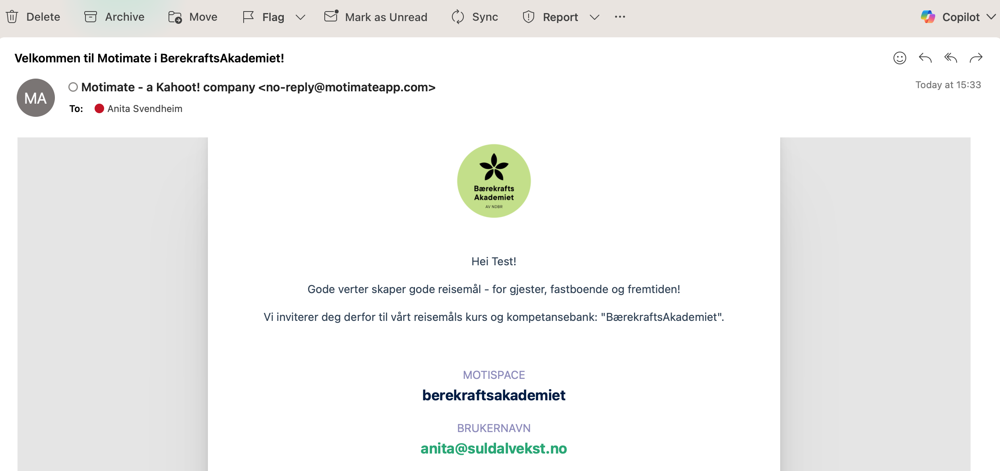 Delete Archive Move Flag Mark as Unread Sync Report ... Copilot
Velkommen til Motimate i BerekraftsAkademiet!
MA
Motimate - a Kahoot! company <no-reply@motimateapp.com>
Today at 15:33
To: Anita Svendheim
Bærekrafts
Akademiet
AV NDBR
Hei Test!
Gode verter skaper gode reisemål - for gjester, fastboende og fremtiden!
Vi inviterer deg derfor til vårt reisemåls kurs og kompetansebank: "BærekraftsAkademiet".
MOTISPACE
berekraftsakademiet
BRUKERNAVN
anita@suldalvekst.no